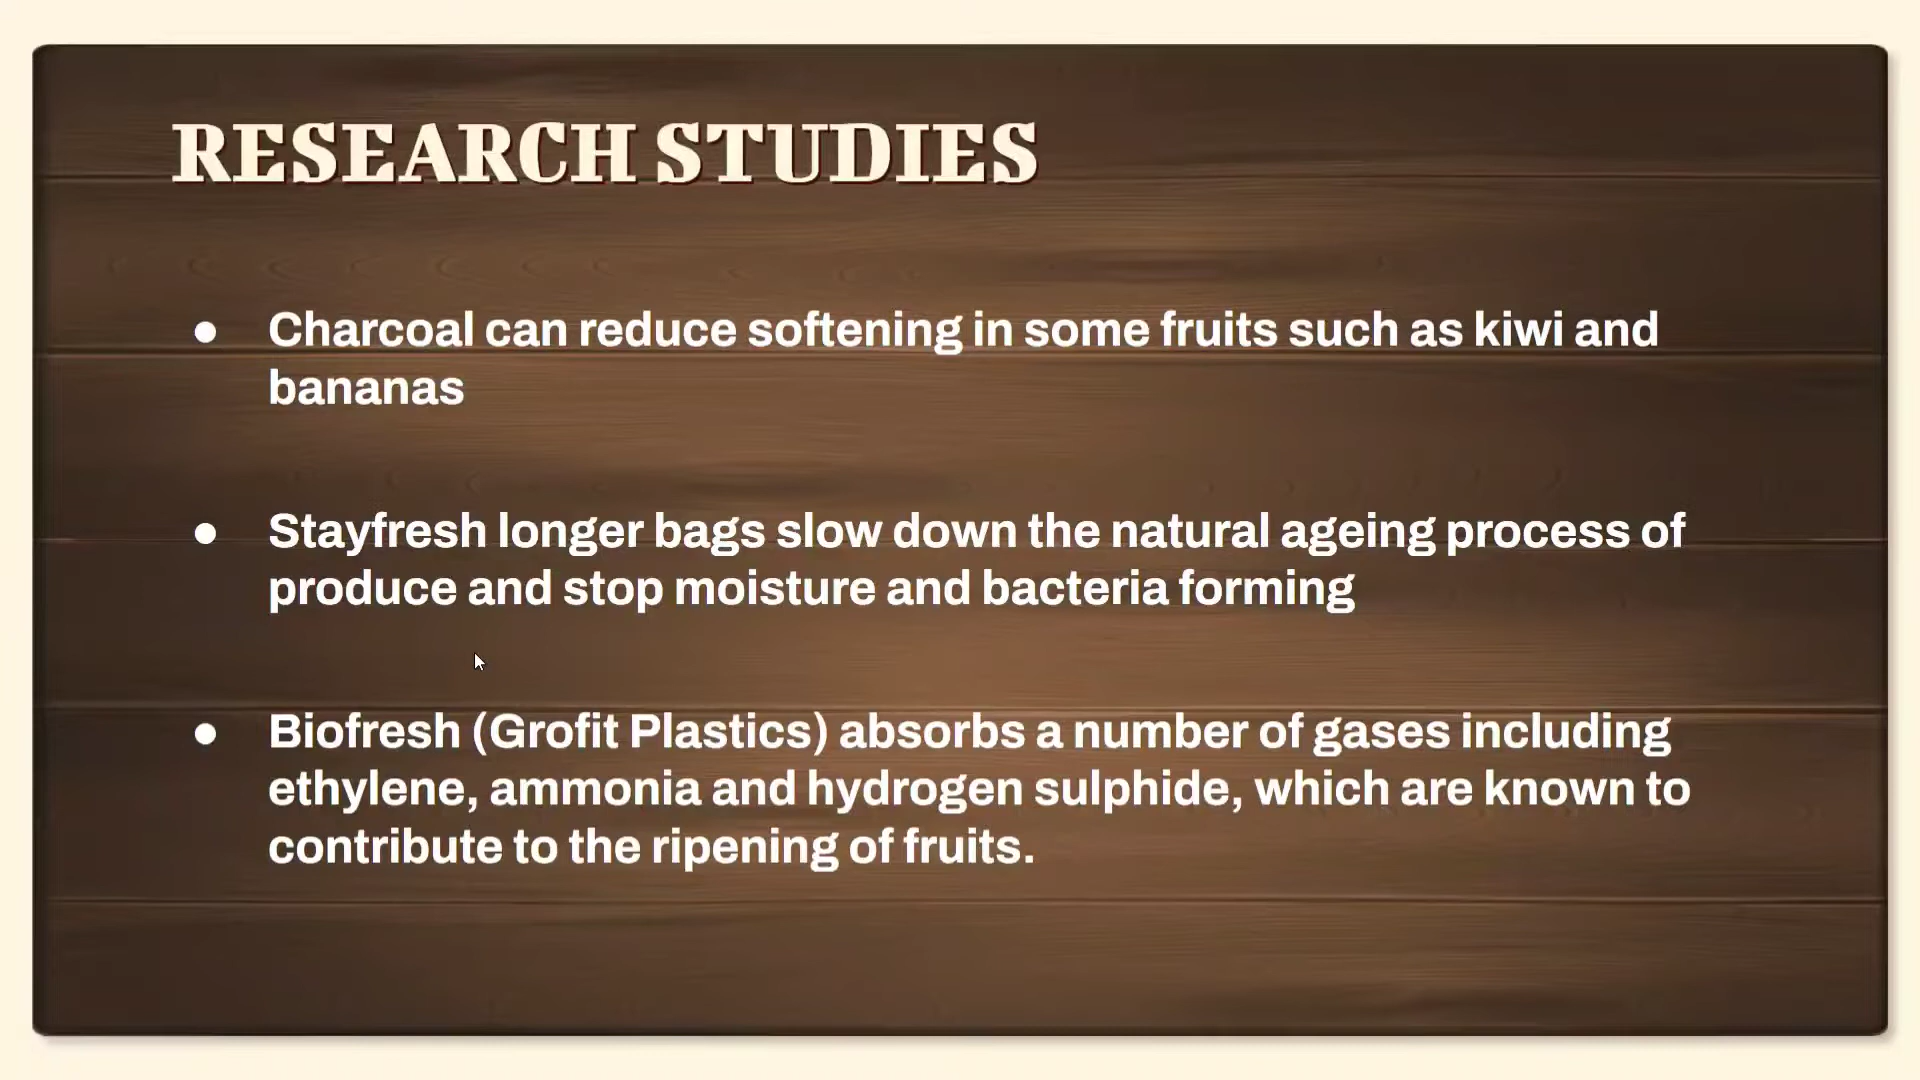 RESEARCH STUDIES
● Charcoal can reduce softening in some fruits such as kiwi and
bananas
● Stayfresh longer bags slow down the natural ageing process of
produce and stop moisture and bacteria forming
● Biofresh (Grofit Plastics) absorbs a number of gases including
ethylene, ammonia and hydrogen sulphide, which are known to
contribute to the ripening of fruits.